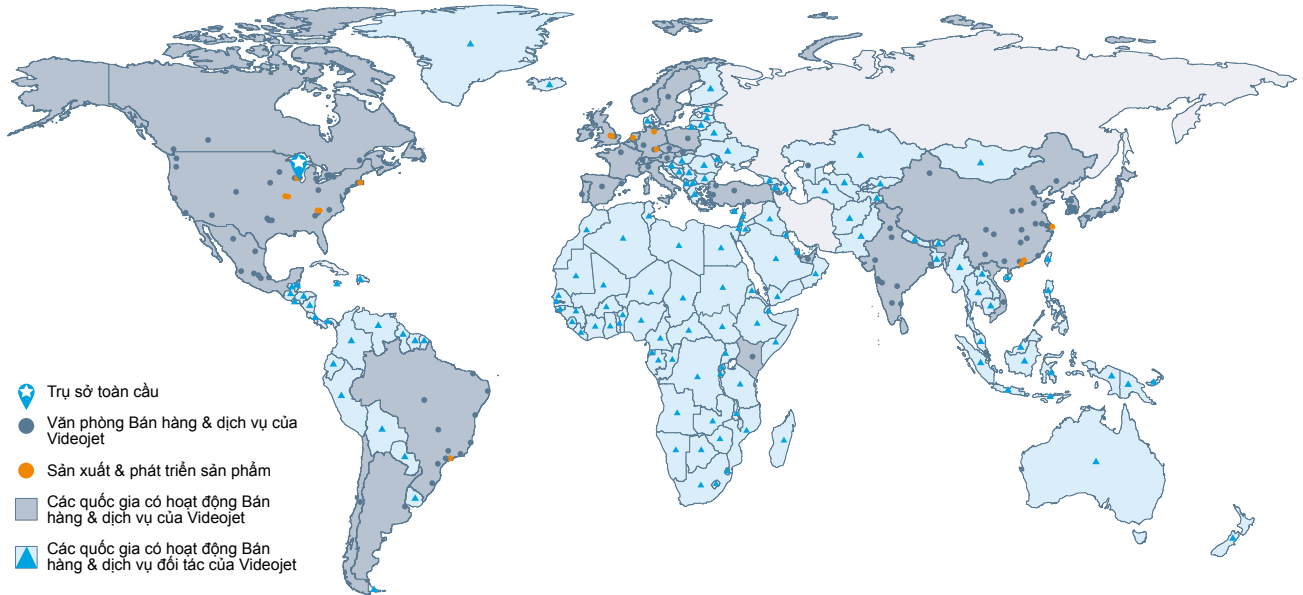 Trụ sở toàn cầu
Văn phòng Bán hàng & dịch vụ của
Videojet
Sản xuất & phát triển sản phẩm
Các quốc gia có hoạt động Bán
hàng & dịch vụ của Videojet
Các quốc gia có hoạt động Bán
hàng & dịch vụ đối tác của Videojet